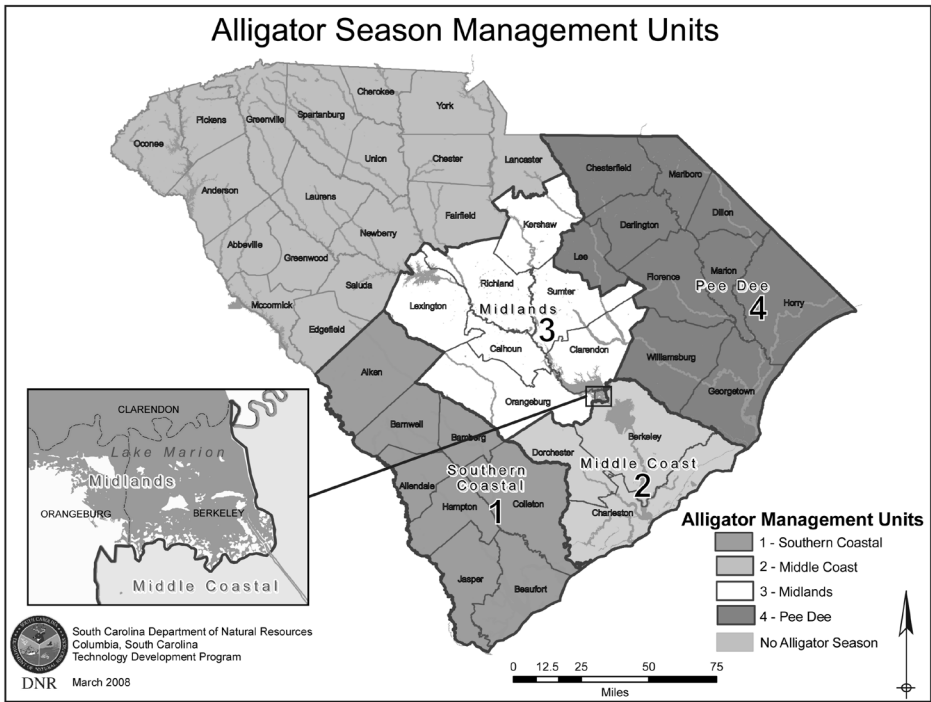 Alligator Season Management Units
Cherokee
York
Pickens
Greenville
Spartanburg
Oconee
Union
Chester
Lancaster
Chesterfield
Marlboro
Anderson
Laurens
Fairfield
Kershaw
Darlington
Dillon
Newberry
Abbeville
Greenwood
Lee
Florence
Marion
Saluda
Richland
Sumter
Pee Dee
4
Horry
Mccormick
Lexington
Midlands
3
Edgefield
Calhoun
Clarendon
Williamsburg
Aiken
Georgetown
Orangeburg
Barnwell
Bamberg
Berkeley
Dorchester
Middle Coast
2
Southern
Coastal
1
Allendale
Hampton
Colleton
Charleston
Jasper
Beaufort
CLARENDON
Lake Marion
Midlands
ORANGEBURG
BERKELEY
Middle Coastal
Alligator Management Units
1 - Southern Coastal
2 - Middle Coast
3 - Midlands
4 - Pee Dee
No Alligator Season
South Carolina Department of Natural Resources
Columbia, South Carolina
Technology Development Program
DNR March 2008
0 12.5 25 50 75
Miles